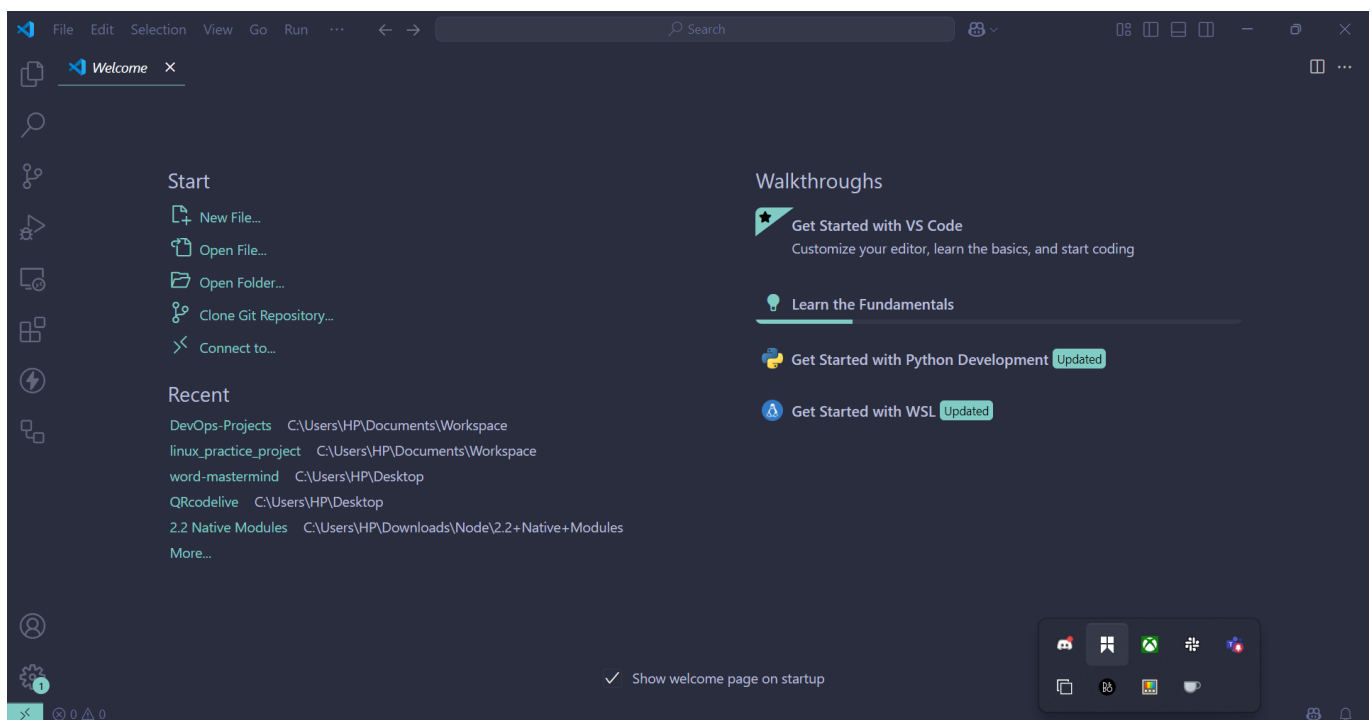 File Edit Selection View Go Run ··· Search
Welcome
Start
New File...
Open File...
Open Folder...
Clone Git Repository...
Connect to...
Recent
DevOps-Projects C:\Users\HP\Documents\Workspace
linux_practice_project C:\Users\HP\Documents\Workspace
word-mastermind C:\Users\HP\Desktop
QRcodelive C:\Users\HP\Desktop
2.2 Native Modules C:\Users\HP\Downloads\Node\2.2+Native+Modules
More...
Walkthroughs
Get Started with VS Code
Customize your editor, learn the basics, and start coding
Learn the Fundamentals
Get Started with Python Development Updated
Get Started with WSL Updated
Show welcome page on startup
1
0 0